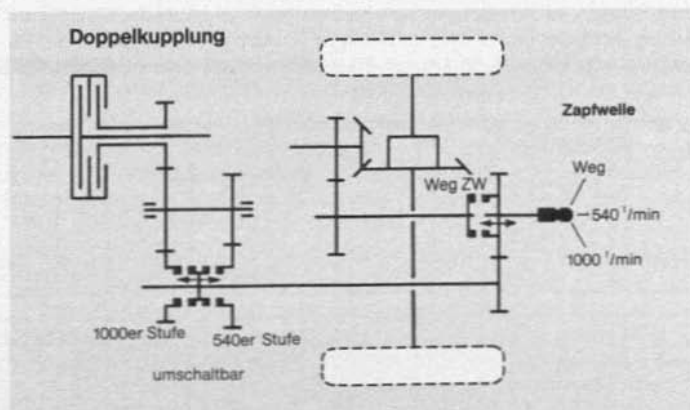 Doppelkupplung
Zapfwelle
Weg
Weg ZW
540 1/min
1000 1/min
1000er Stufe
540er Stufe
umschaltbar